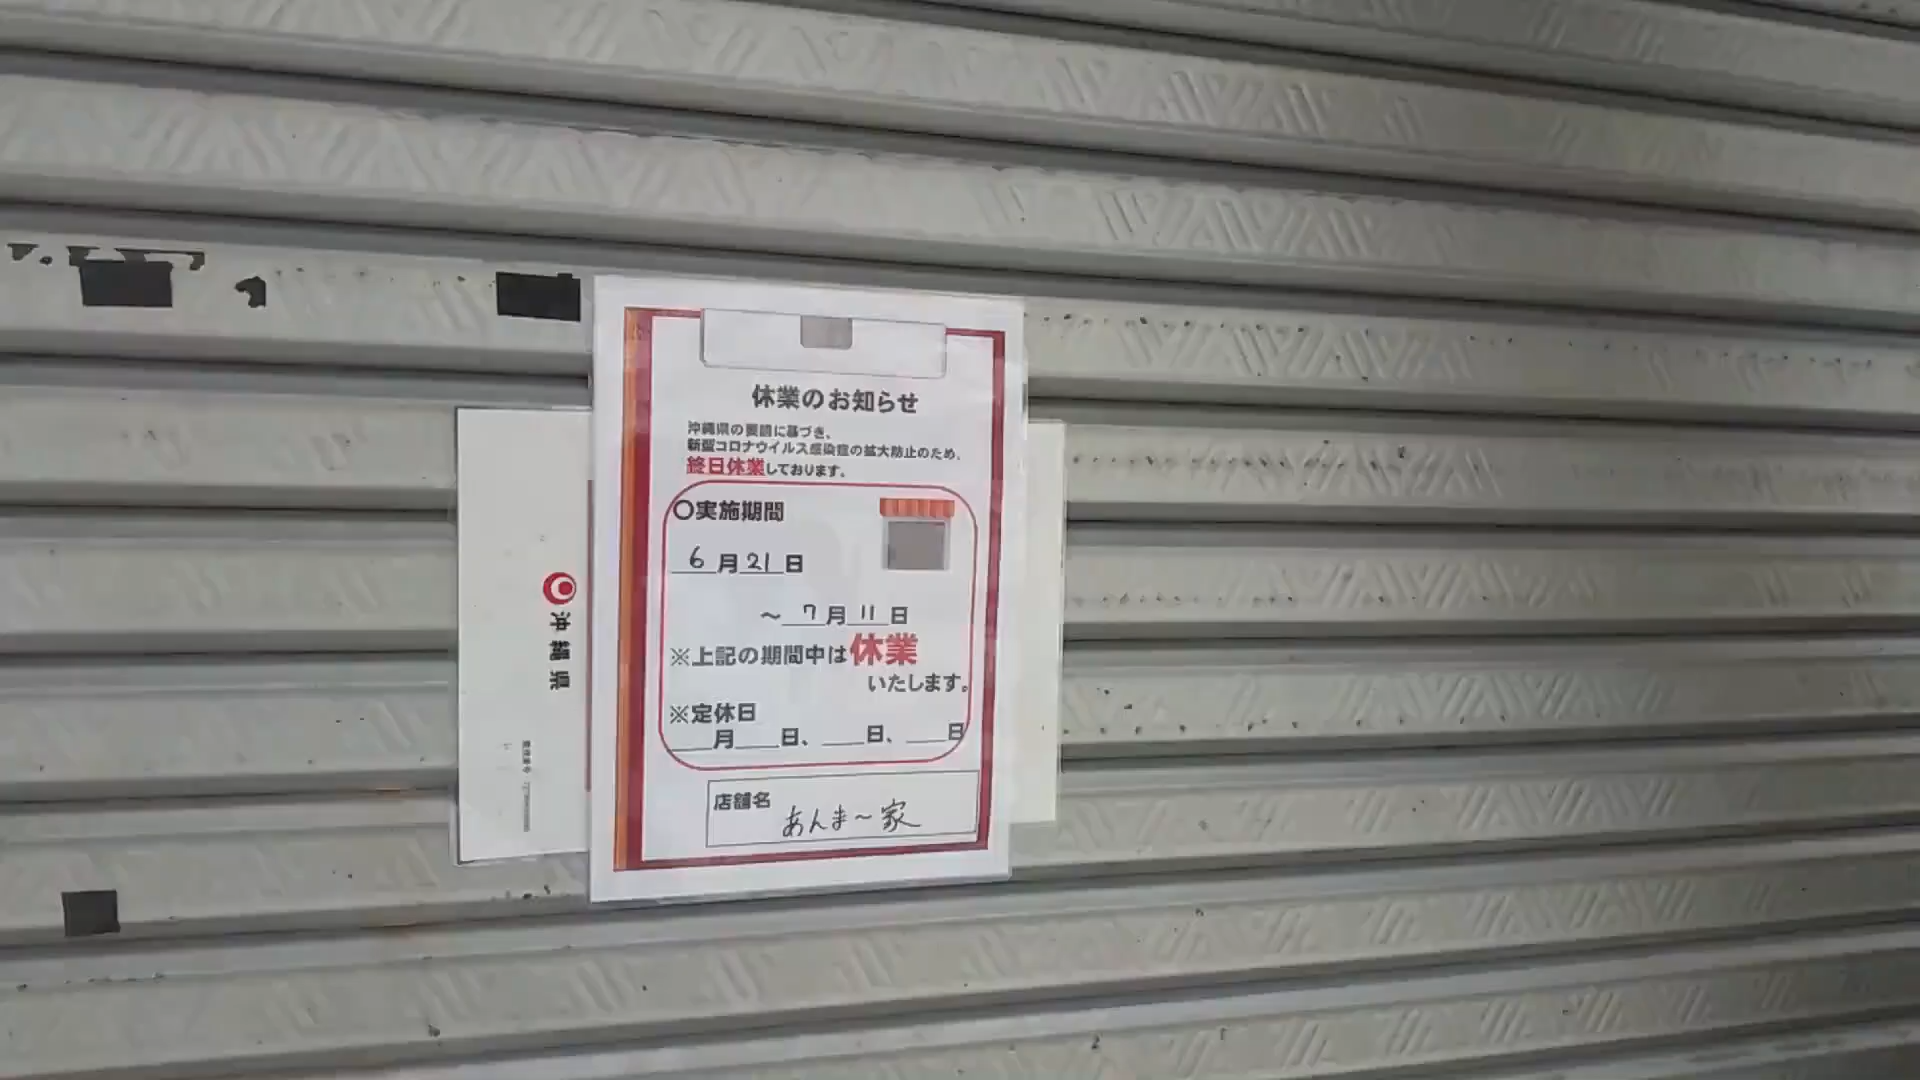 休業のお知らせ
沖縄県の要請に基づき、
新型コロナウイルス感染症の拡大防止のため、
終日休業しております。
〇実施期間
6月21日
～7月11日
※上記の期間中は休業
いたします。
※定休日
月　日、　日、　日
店舗名
あんま～家
沖縄県